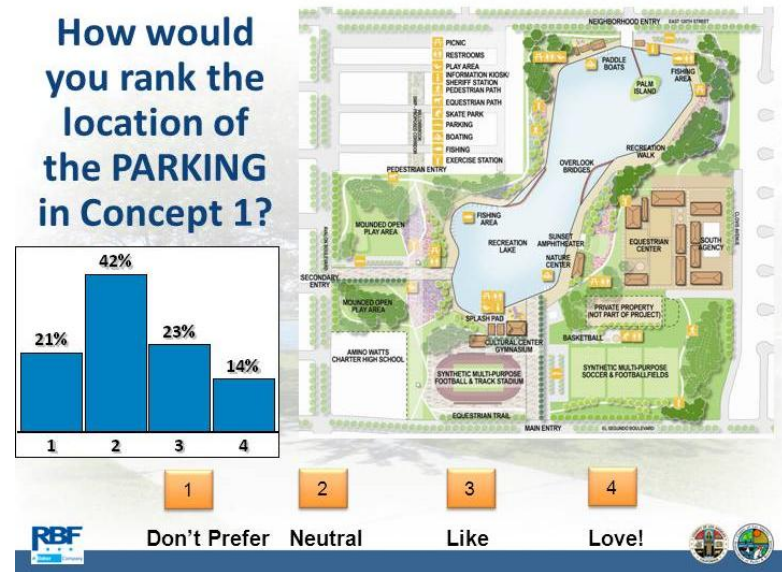 How would
you rank the
location of
the PARKING
in Concept 1?
42%
21%
23%
14%
1 2 3 4
NEIGHBORHOOD ENTRY
EAST 120TH STREET
PICNIC
RESTROOMS
PLAY AREA
INFORMATION KIOSK/
SHERIFF STATION
PEDESTRIAN PATH
EQUESTRIAN PATH
SKATE PARK
PARKING
BOATING
FISHING
EXERCISE STATION
PADDLE
BOATS
PALM
ISLAND
FISHING
AREA
RECREATION
WALK
OVERLOOK
BRIDGES
PEDESTRIAN ENTRY
MOUNDED OPEN
PLAY AREA
FISHING
AREA
RECREATION
LAKE
SUNSET
AMPHITHEATER
NATURE
CENTER
EQUESTRIAN
CENTER
SOUTH
AGENCY
SECONDARY
ENTRY
MOUNDED OPEN
PLAY AREA
SPLASH PAD
CULTURAL CENTER
GYMNASIUM
PRIVATE PROPERTY
(NOT PART OF PROJECT)
BASKETBALL
AMINO WATTS
CHARTER HIGH SCHOOL
SYNTHETIC MULTI-PURPOSE
FOOTBALL & TRACK STADIUM
SYNTHETIC MULTI-PURPOSE
SOCCER & FOOTBALLFIELDS
EQUESTRIAN TRAIL
MAIN ENTRY
EL SEGUNDO BOULEVARD
1 2 3 4
Don't Prefer Neutral Like Love!
RBF